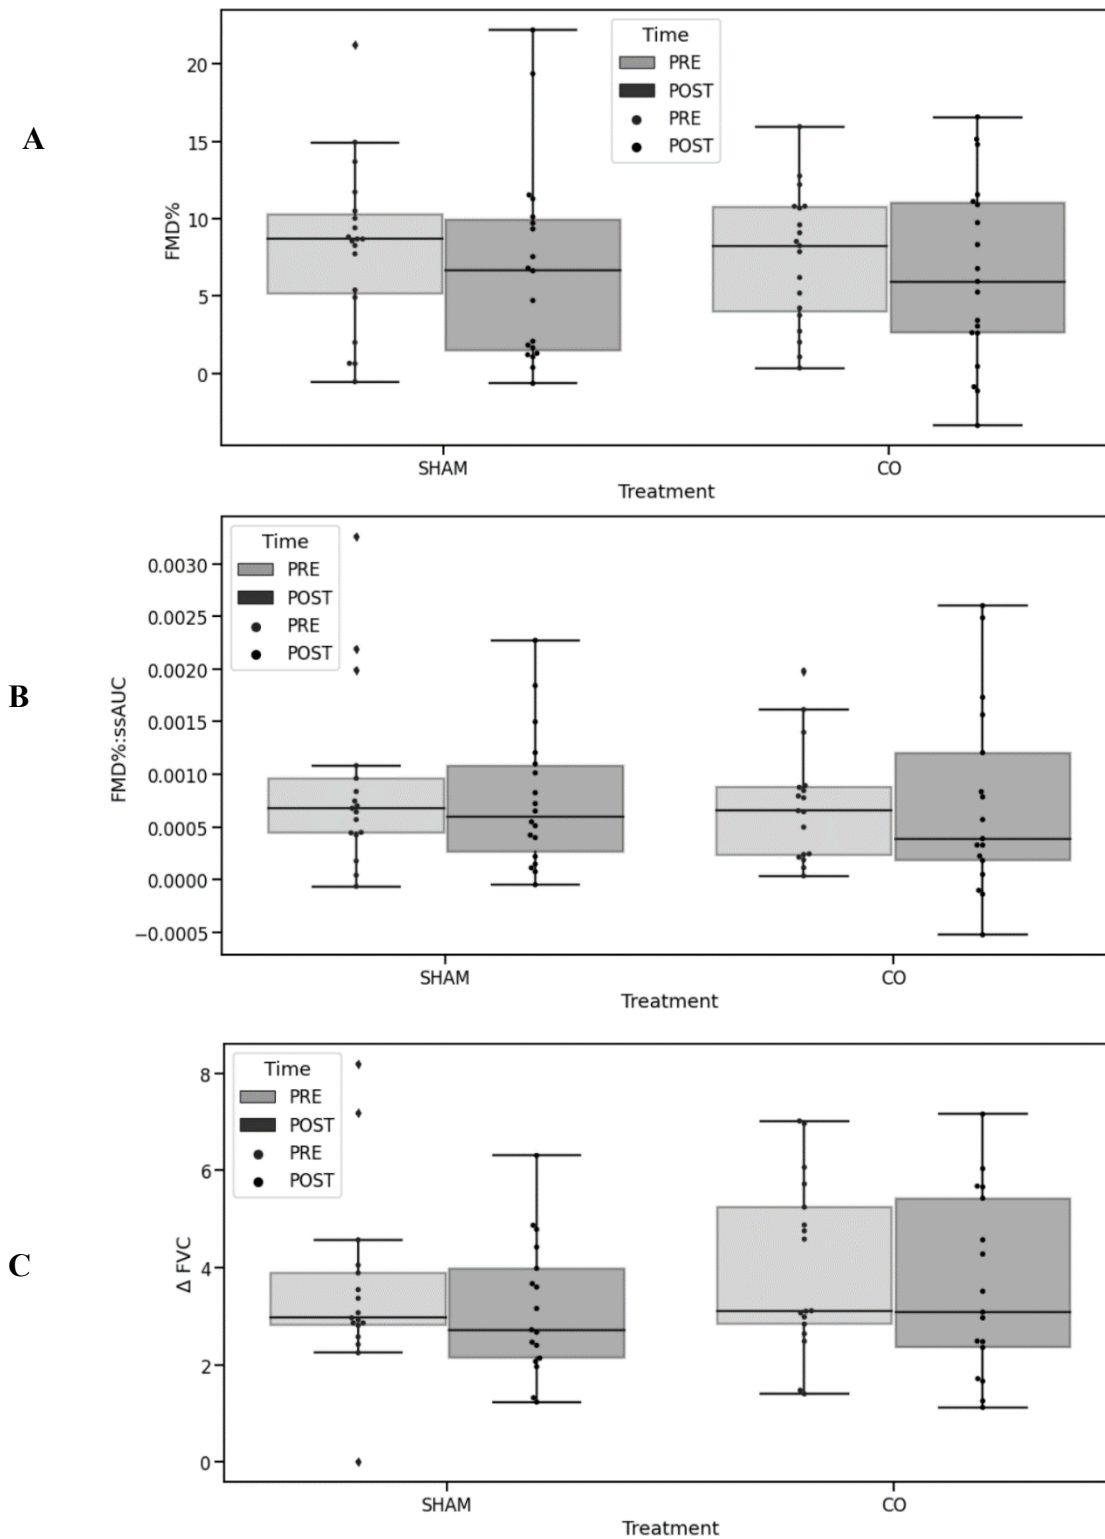 A
FMD%
20
15
10
5
0
Time
PRE
POST
PRE
POST
SHAM
CO
Treatment
B
FMD%:ssAUC
0.0030
0.0025
0.0020
0.0015
0.0010
0.0005
0.0000
−0.0005
Time
PRE
POST
PRE
POST
SHAM
CO
Treatment
C
Δ FVC
8
6
4
2
0
Time
PRE
POST
PRE
POST
SHAM
CO
Treatment